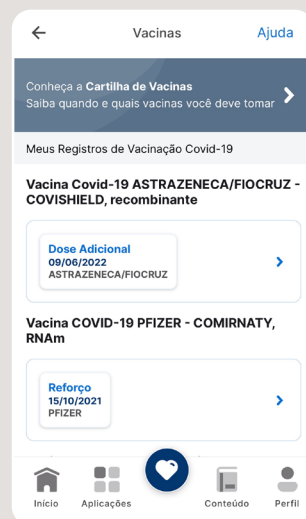 Vacinas
Ajuda
Conheça a Cartilha de Vacinas
Saiba quando e quais vacinas você deve tomar
Meus Registros de Vacinação Covid-19
Vacina Covid-19 ASTRAZENECA/FIOCRUZ -
COVISHIELD, recombinante
Dose Adicional
09/06/2022
ASTRAZENECA/FIOCRUZ
Vacina COVID-19 PFIZER - COMIRNATY,
RNAm
Reforço
15/10/2021
PFIZER
Início
Aplicações
Conteúdo
Perfil